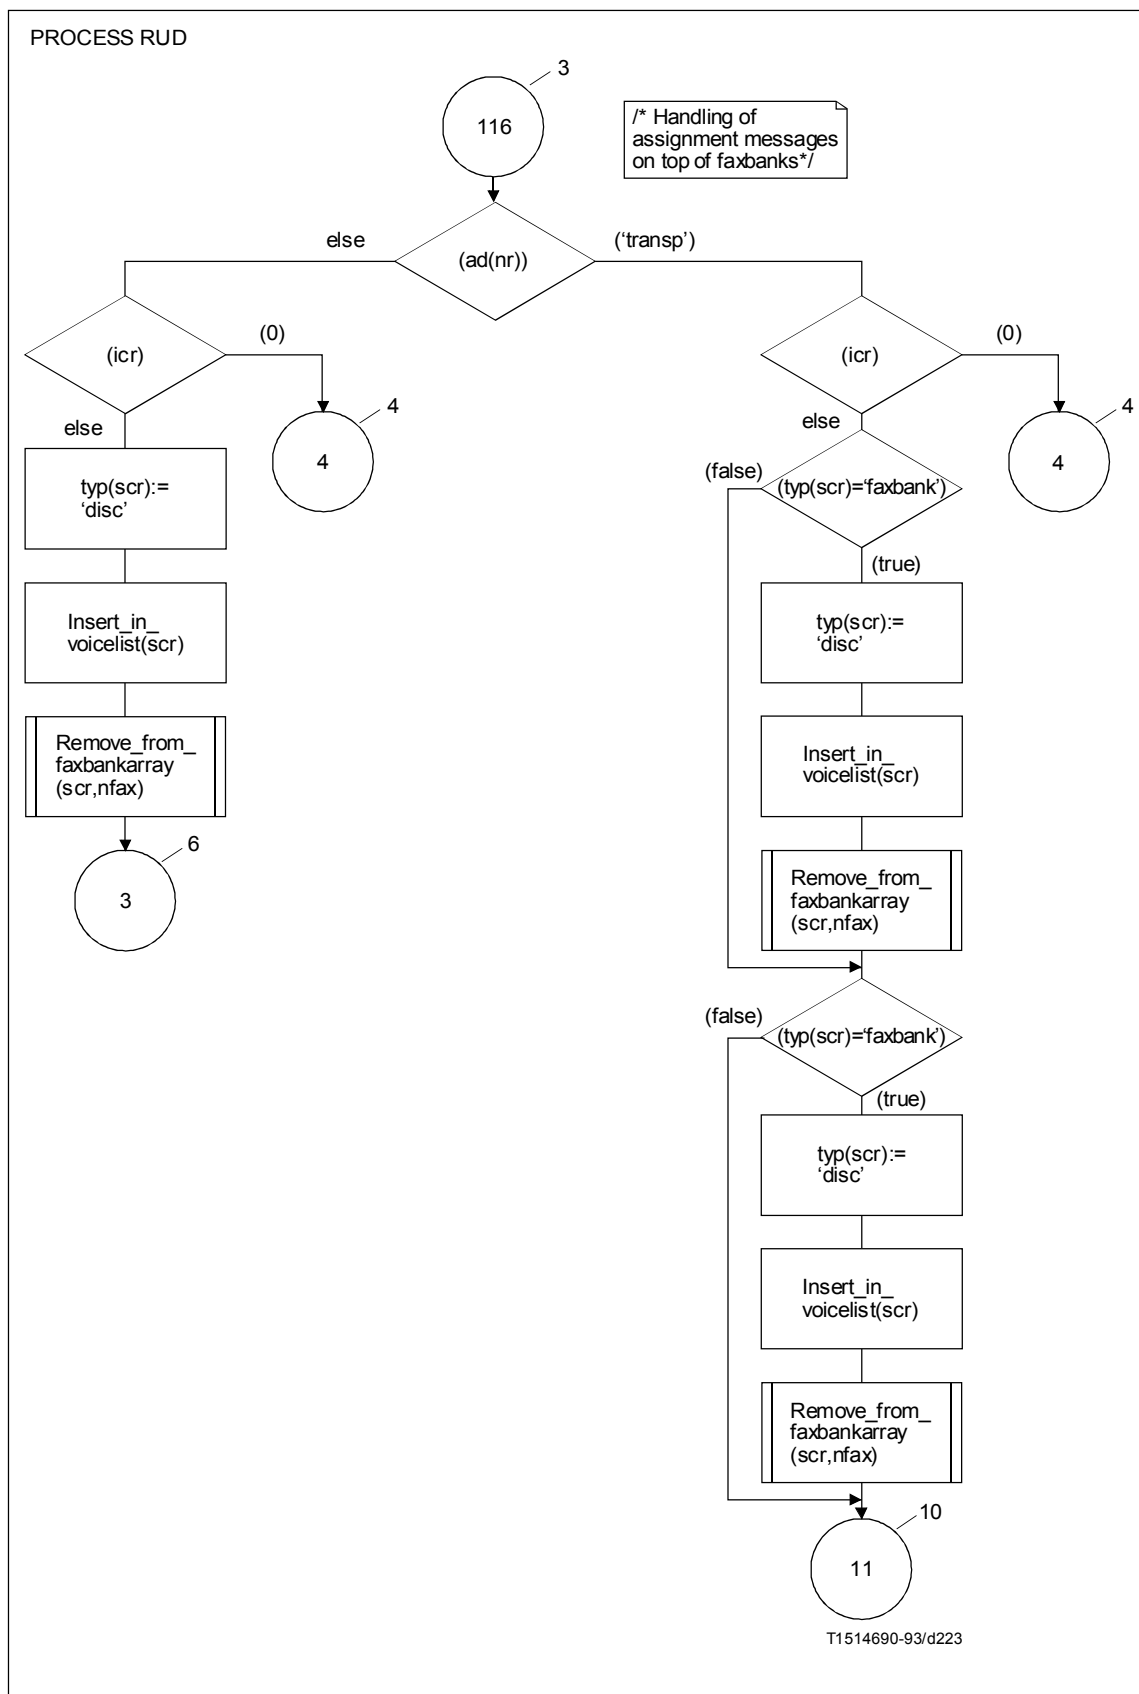 PROCESS RUD
3
116
/* Handling of
assignment messages
on top of faxbanks*/
else
(ad(nr))
(‘transp’)
(icr)
(0)
(icr)
(0)
4
4
else
else
4
(false)
(typ(scr)=‘faxbank’)
4
typ(scr):=
‘disc’
(true)
Insert_in_
voicelist(scr)
typ(scr):=
‘disc’
Remove_from_
faxbankarray
(scr,nfax)
Insert_in_
voicelist(scr)
6
3
Remove_from_
faxbankarray
(scr,nfax)
(false)
(typ(scr)=‘faxbank’)
(true)
typ(scr):=
‘disc’
Insert_in_
voicelist(scr)
Remove_from_
faxbankarray
(scr,nfax)
10
11
T1514690-93/d223